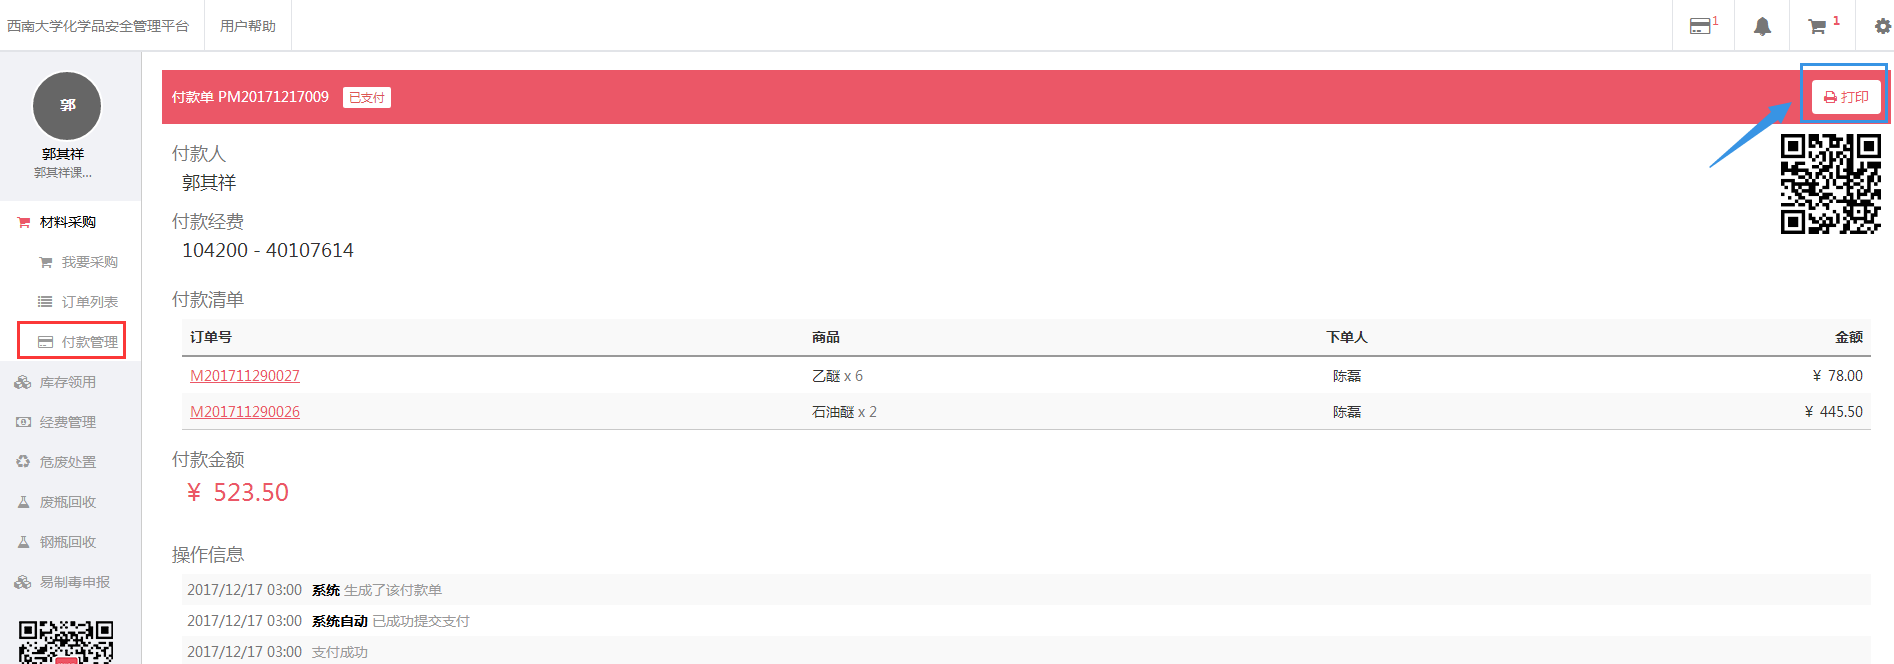 西南大学化学品安全管理平台 用户帮助 1 1
郭
郭其祥
郭其祥课...
材料采购
我要采购
订单列表
付款管理
库存领用
经费管理
危废处置
废瓶回收
钢瓶回收
易制毒申报
付款单 PM20171217009 已支付 打印
付款人
郭其祥
付款经费
104200 - 40107614
付款清单
订单号 商品 下单人 金额
M201711290027 乙醚 x 6 陈磊 ¥ 78.00
M201711290026 石油醚 x 2 陈磊 ¥ 445.50
付款金额
¥ 523.50
操作信息
2017/12/17 03:00 系统 生成了该付款单
2017/12/17 03:00 系统自动 已成功提交支付
2017/12/17 03:00 支付成功